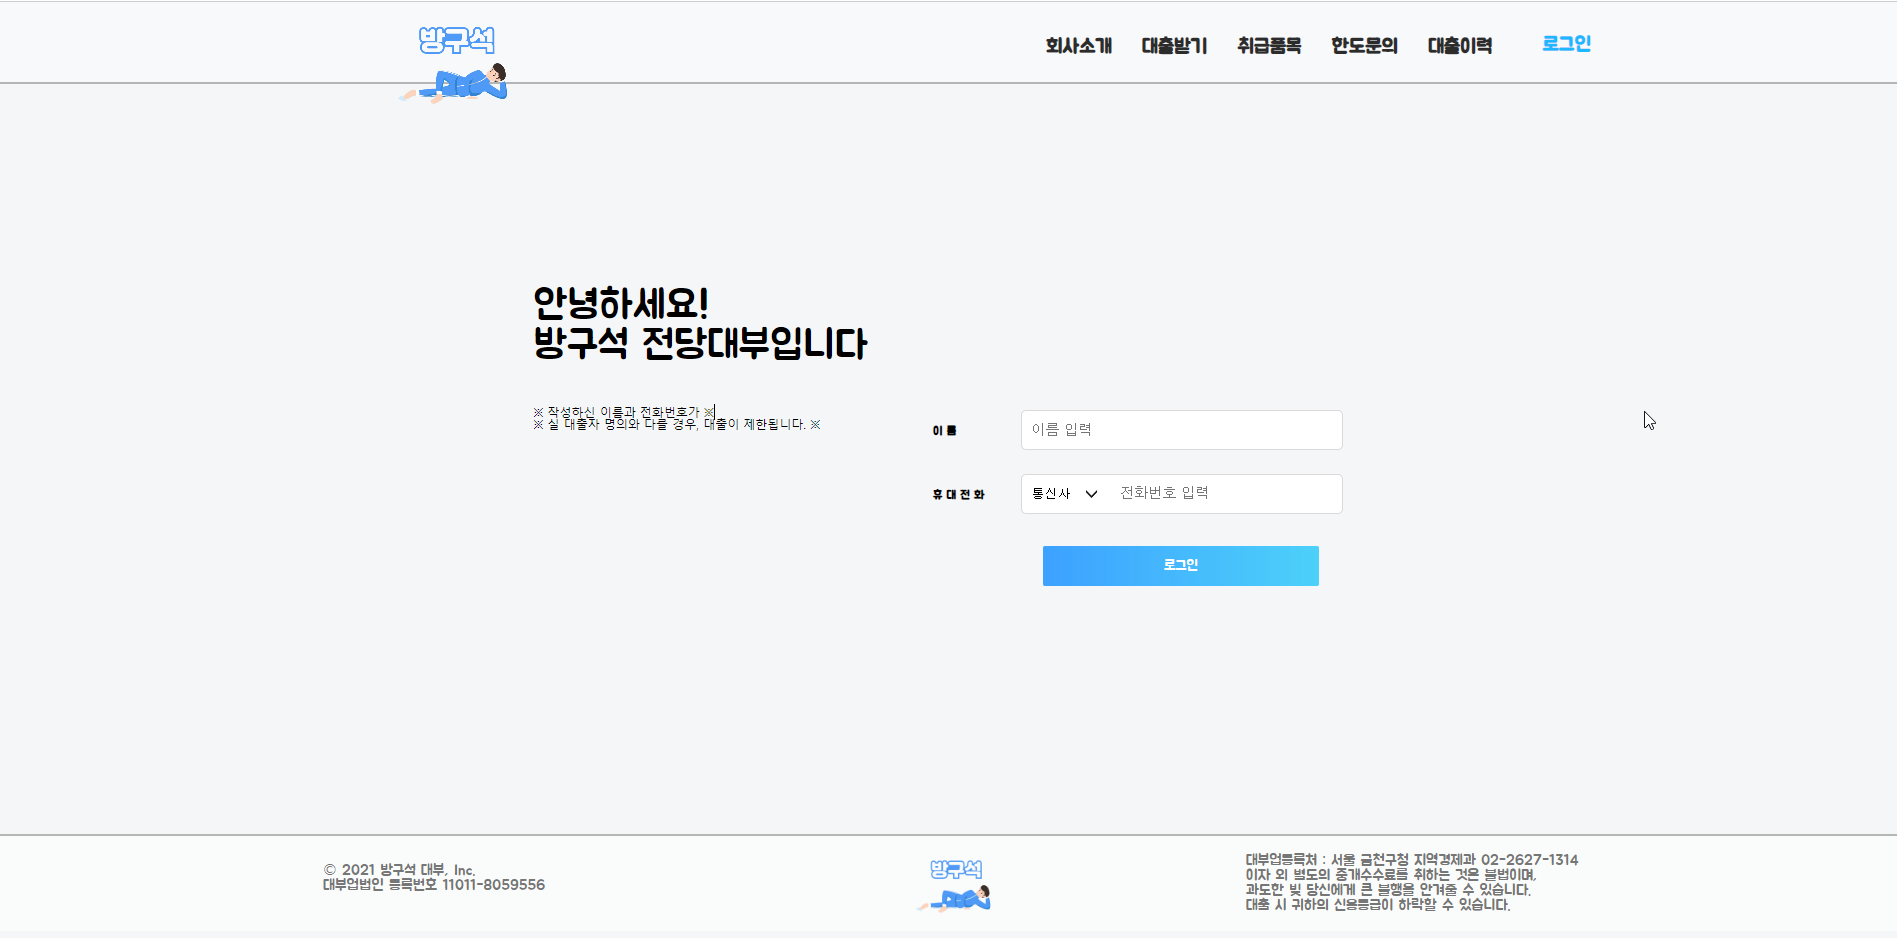 방구석
회사소개 대출받기 취급품목 한도문의 대출이력 로그인
안녕하세요!
방구석 전당대부입니다
※ 작성하신 이름과 전화번호가 ※
※ 실 대출자 명의와 다를 경우, 대출이 제한됩니다. ※
이름 이름 입력
휴대전화 통신사 전화번호 입력
로그인
© 2021 방구석 대부, Inc.
대부업법인 등록번호 11011-8059556
방구석
대부업등록처 : 서울 금천구청 지역경제과 02-2627-1314
이자 외 별도의 중개수수료를 취하는 것은 불법이며,
과도한 빚 당신에게 큰 불행을 안겨줄 수 있습니다.
대출 시 귀하의 신용등급이 하락할 수 있습니다.